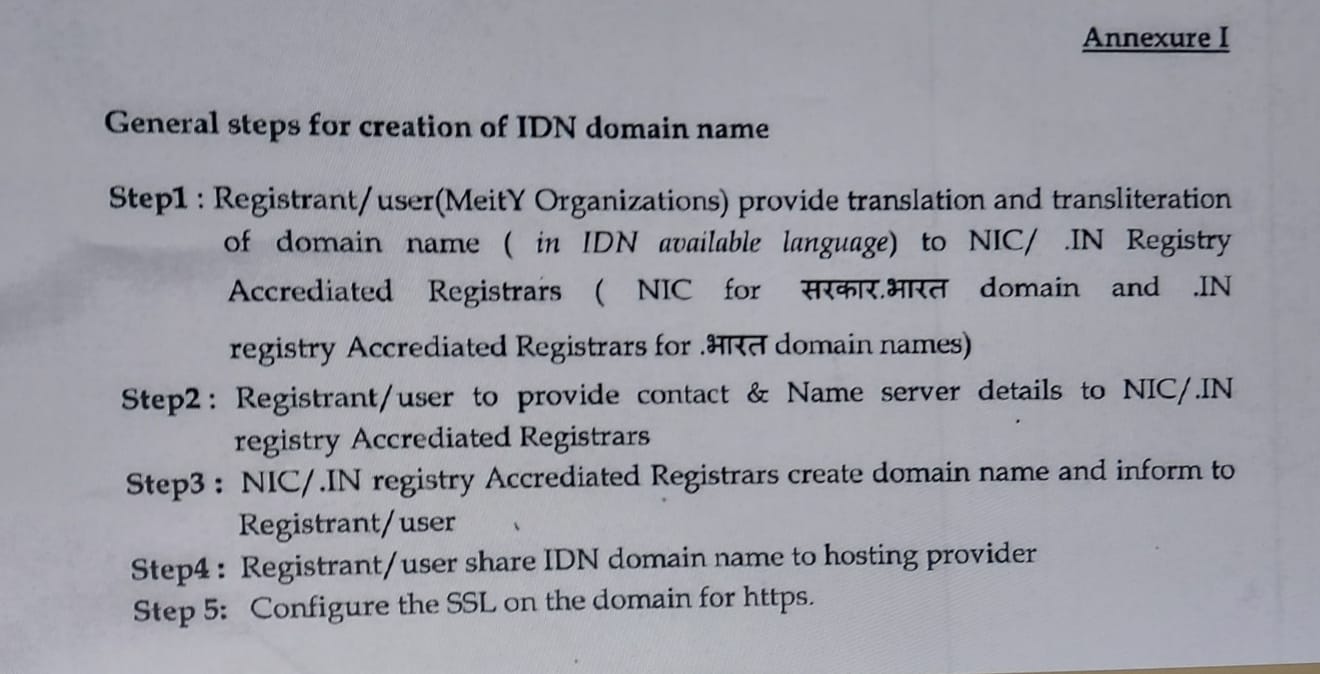 Annexure I
General steps for creation of IDN domain name
Step1 : Registrant/user(MeitY Organizations) provide translation and transliteration
of domain name ( in IDN available language) to NIC/ .IN Registry
Accrediated Registrars ( NIC for सरकार.भारत domain and .IN
registry Accrediated Registrars for .भारत domain names)
Step2 : Registrant/user to provide contact & Name server details to NIC/.IN
registry Accrediated Registrars
Step3 : NIC/.IN registry Accrediated Registrars create domain name and inform to
Registrant/user
Step4 : Registrant/user share IDN domain name to hosting provider
Step 5: Configure the SSL on the domain for https.